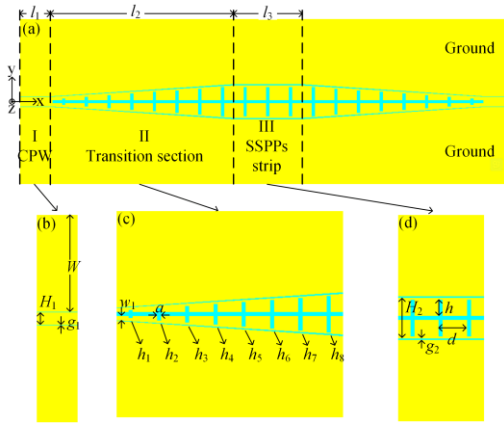 l₁ l₂ l₃
(a)
Ground
y
z x
I
CPW
II
Transition section
III
SSPPs
strip
Ground
(b)
W
H₁
g₁
(c)
w₁ a
h₁ h₂ h₃ h₄ h₅ h₆ h₇ h₈
(d)
H₂ h
g₂ d